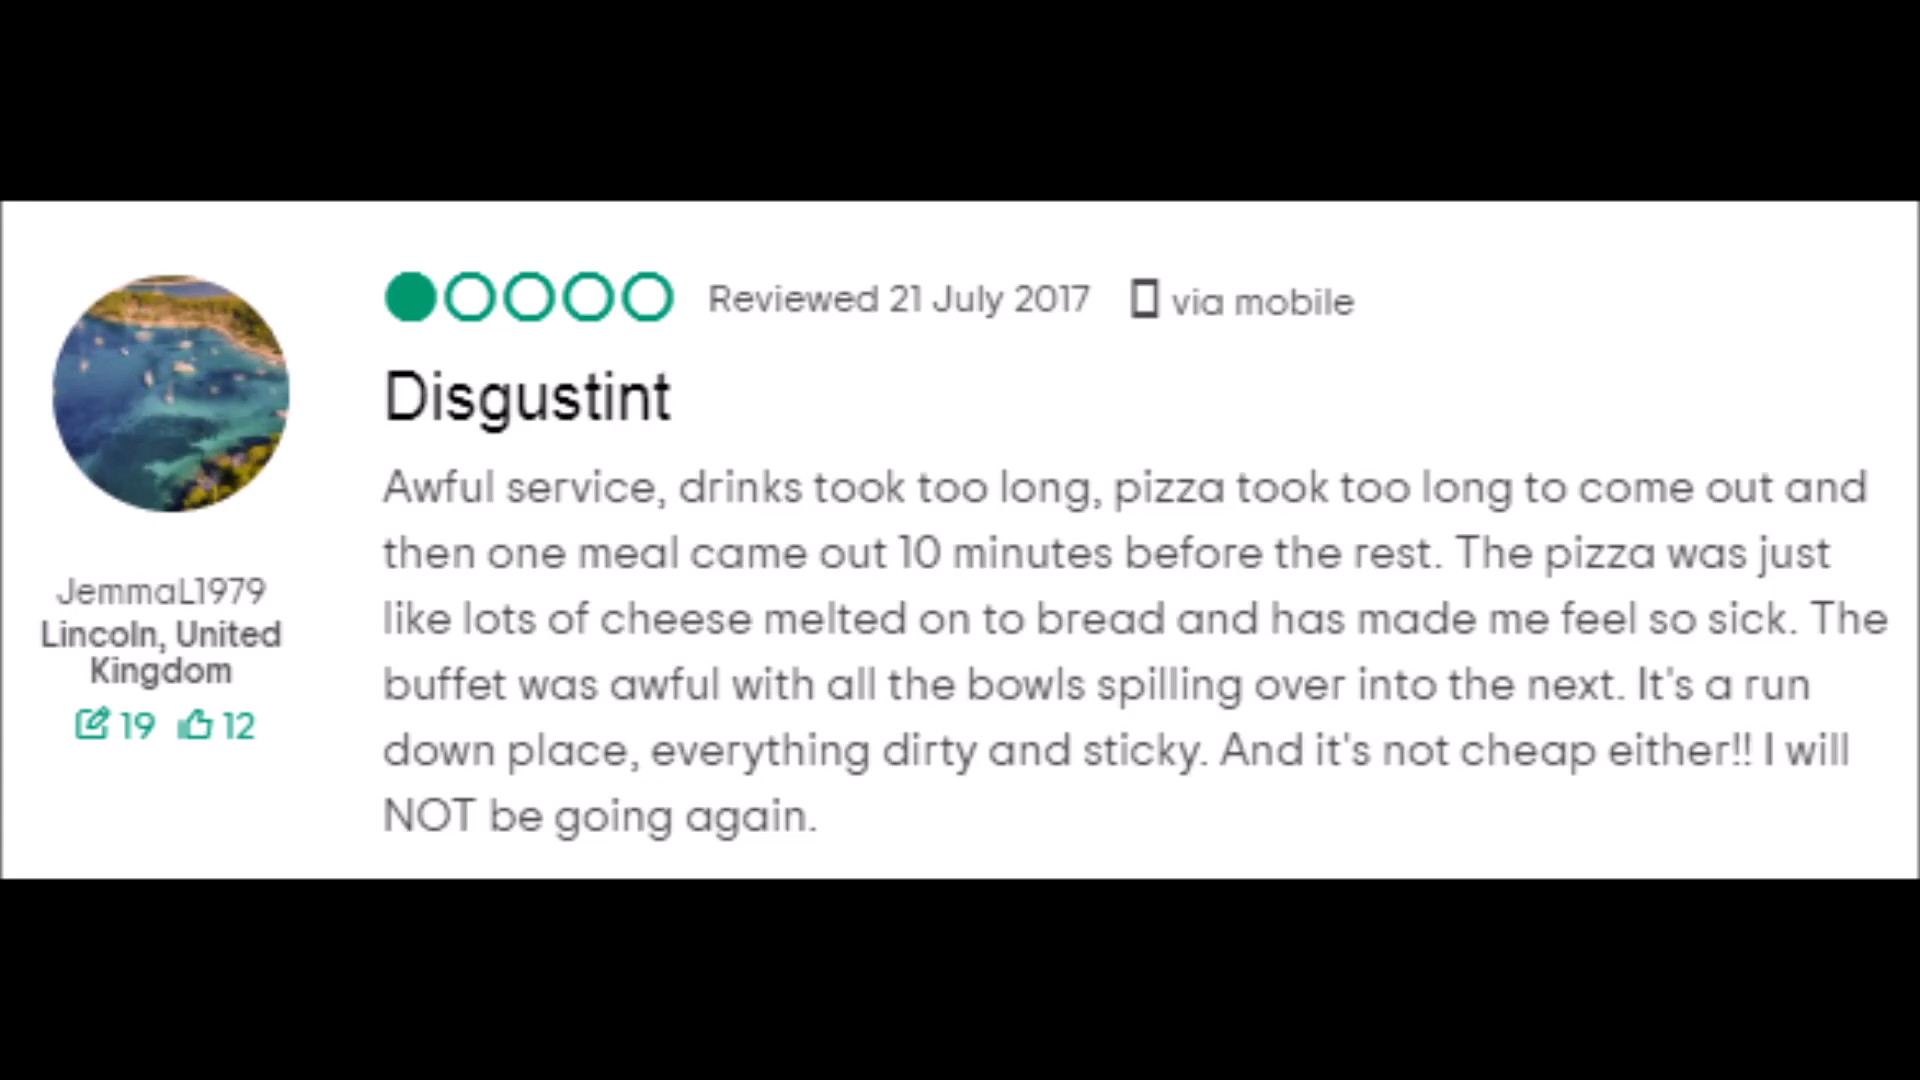 Reviewed 21 July 2017 via mobile
Disgustint
Awful service, drinks took too long, pizza took too long to come out and
then one meal came out 10 minutes before the rest. The pizza was just
like lots of cheese melted on to bread and has made me feel so sick. The
buffet was awful with all the bowls spilling over into the next. It's a run
down place, everything dirty and sticky. And it's not cheap either!! I will
NOT be going again.
JemmaL1979
Lincoln, United
Kingdom
19 12